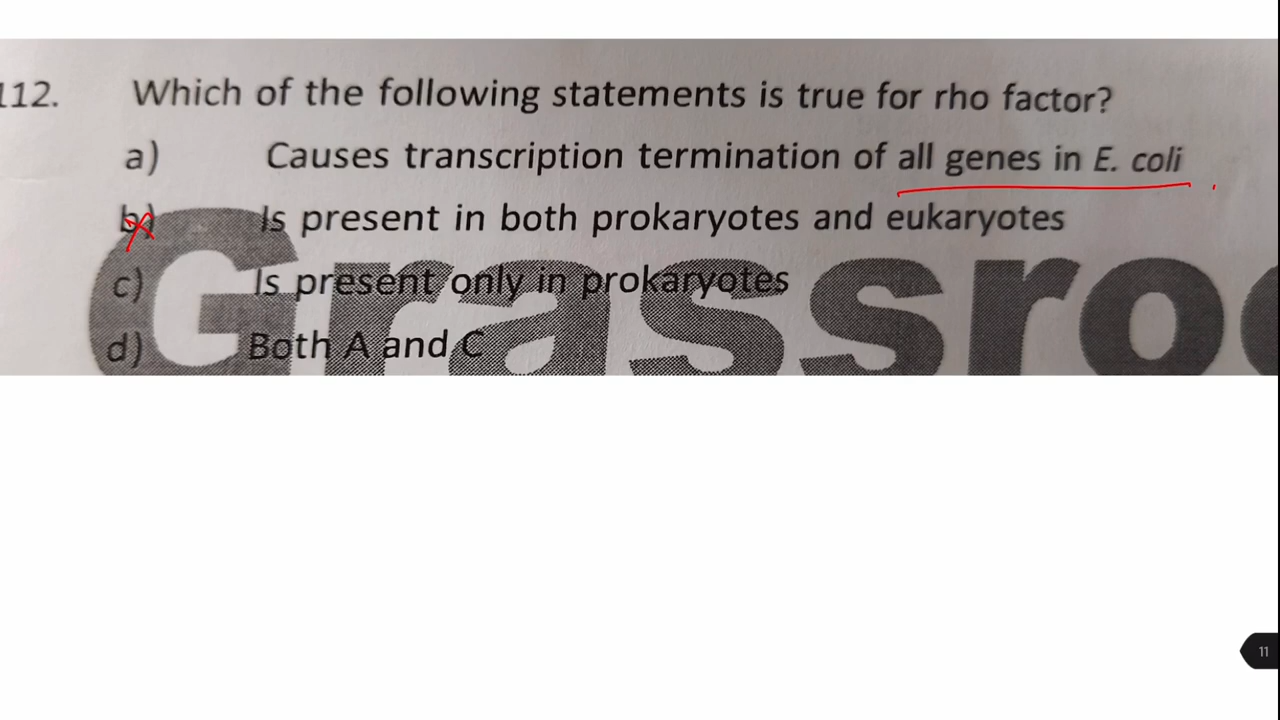 112. Which of the following statements is true for rho factor?
a) Causes transcription termination of all genes in E. coli
b) Is present in both prokaryotes and eukaryotes
c) Is present only in prokaryotes
d) Both A and C
Grassroo
11